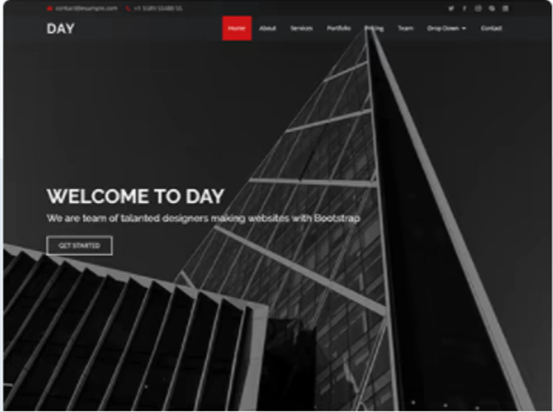 contact@example.com +1 5589 55488 55
DAY
Home About Services Portfolio Pricing Team Drop Down Contact
WELCOME TO DAY
We are team of talanted designers making websites with Bootstrap
GET STARTED